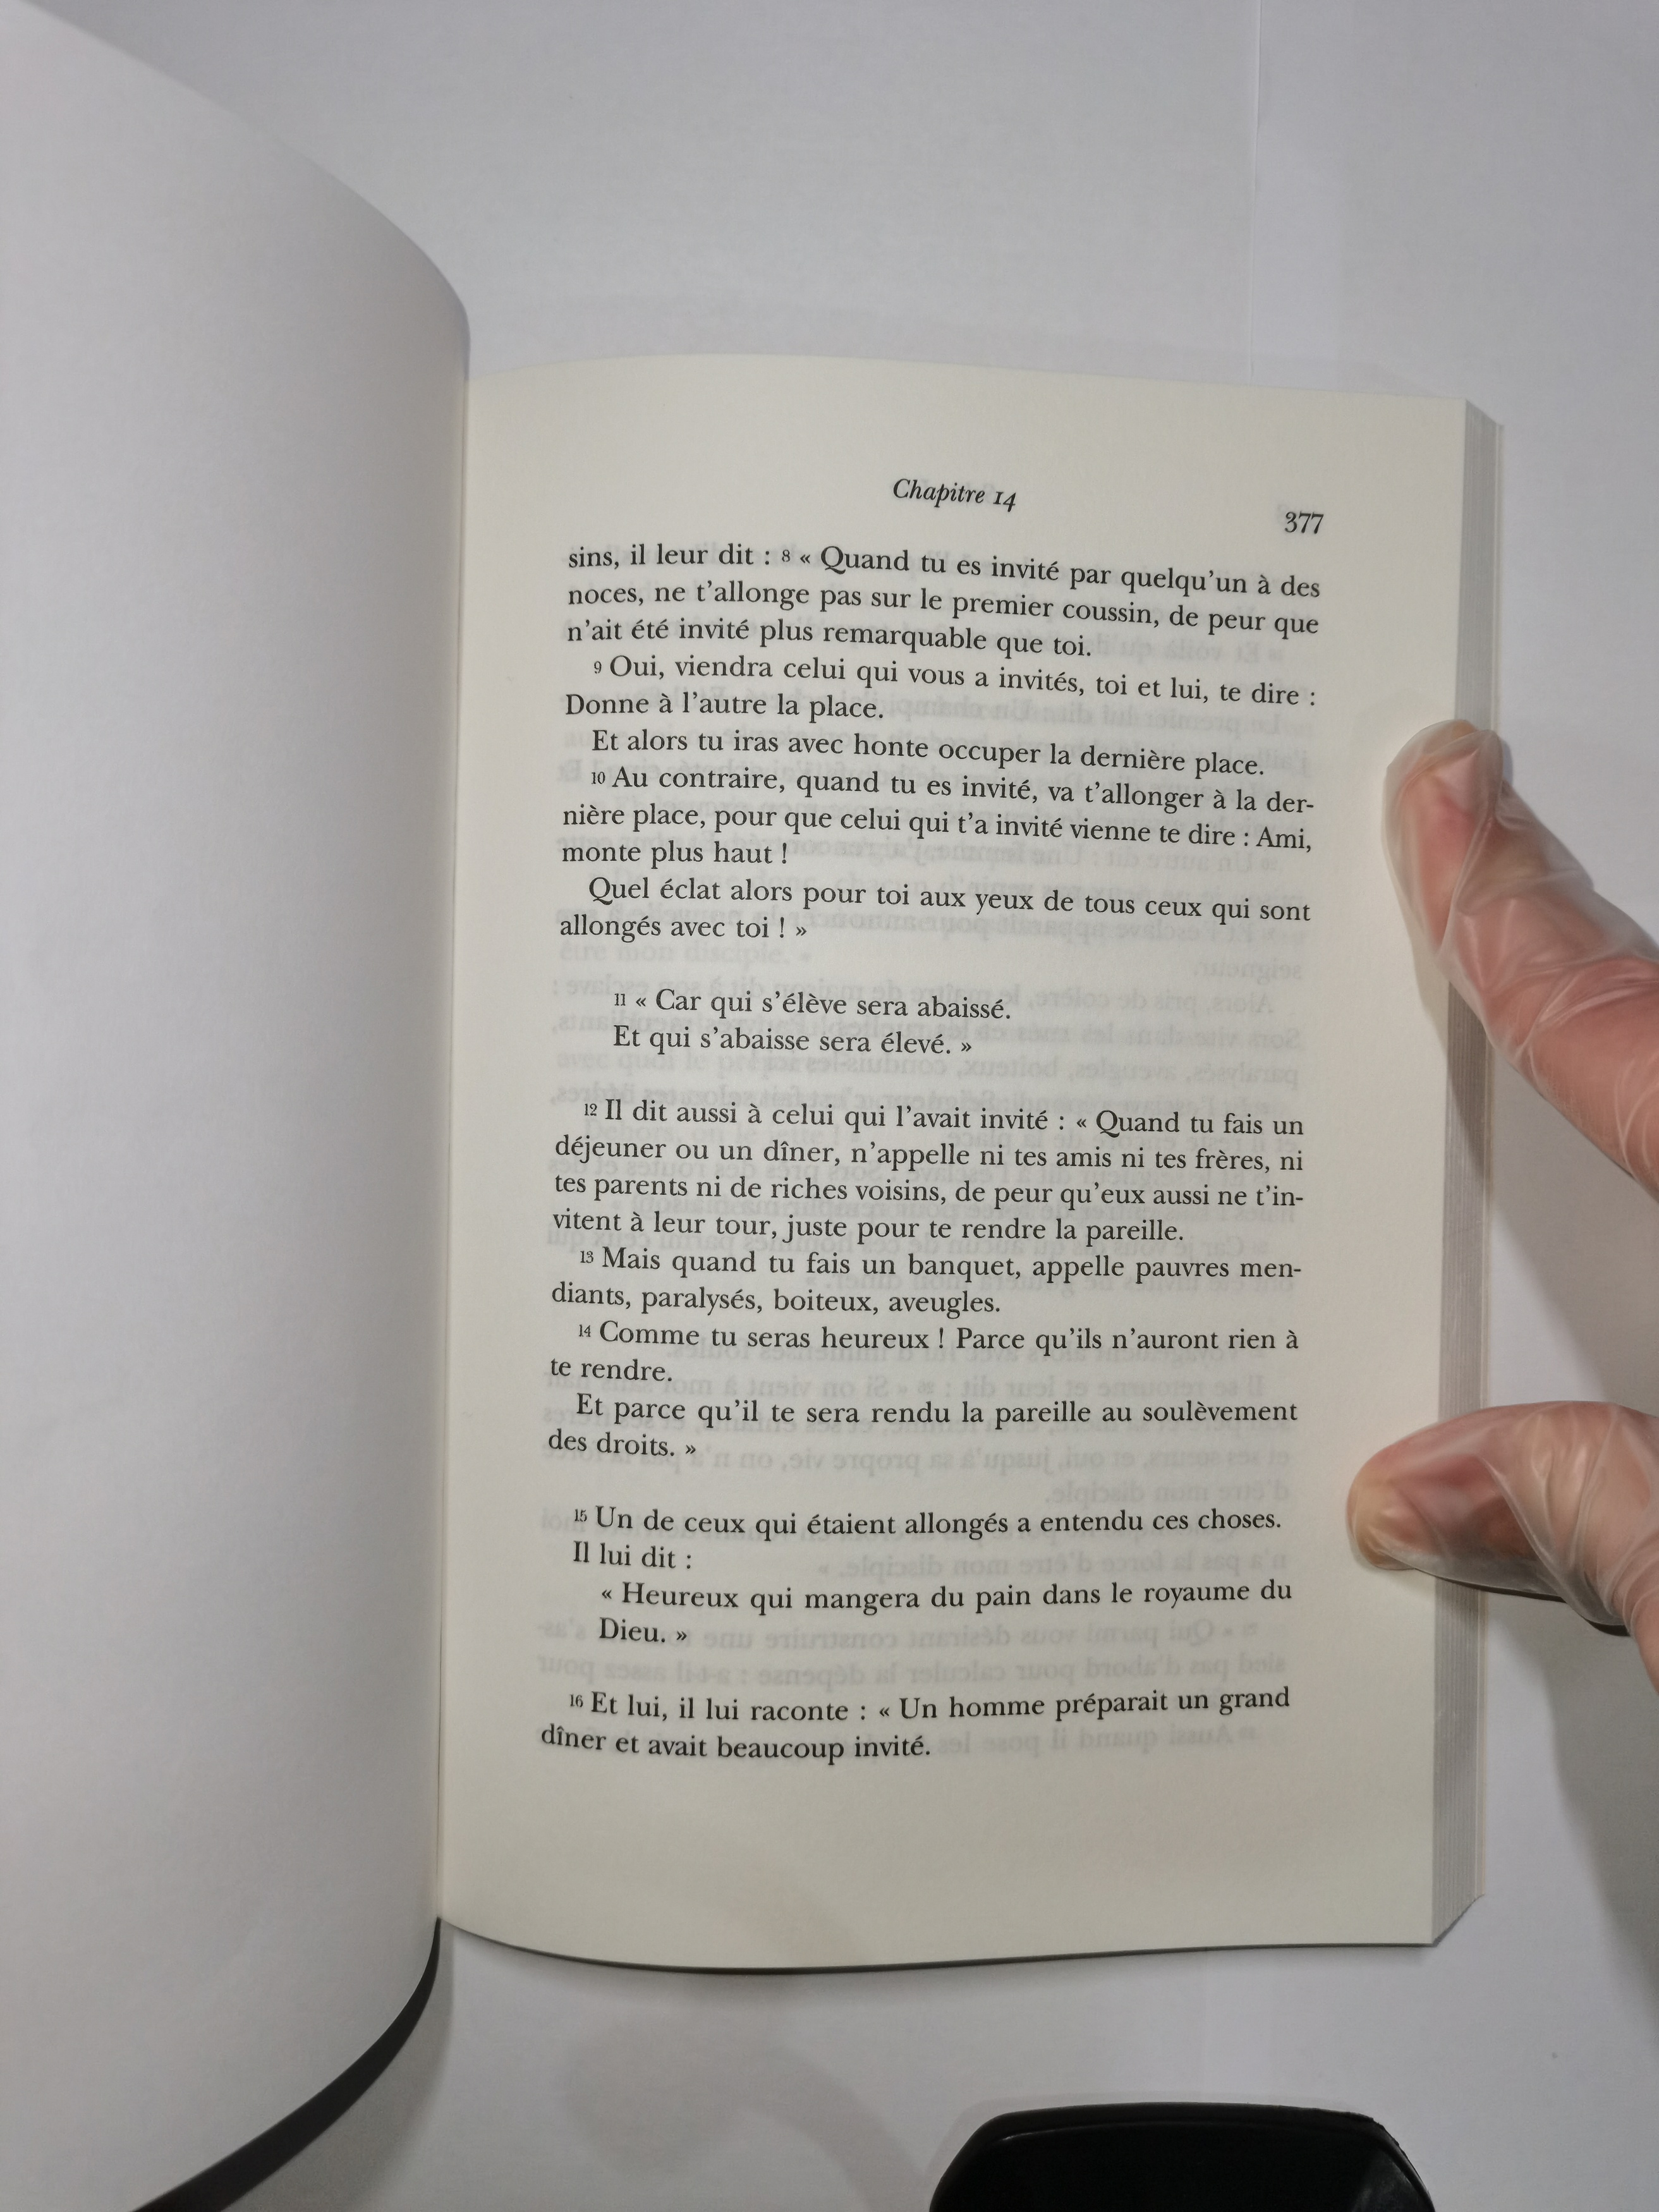 Chapitre 14
377
sins, il leur dit : 8 « Quand tu es invité par quelqu'un à des
noces, ne t'allonge pas sur le premier coussin, de peur que
n'ait été invité plus remarquable que toi.
9 Oui, viendra celui qui vous a invités, toi et lui, te dire :
Donne à l'autre la place.
Et alors tu iras avec honte occuper la dernière place.
10 Au contraire, quand tu es invité, va t'allonger à la der-
nière place, pour que celui qui t'a invité vienne te dire : Ami,
monte plus haut !
Quel éclat alors pour toi aux yeux de tous ceux qui sont
allongés avec toi ! »
11 « Car qui s'élève sera abaissé.
Et qui s'abaisse sera élevé. »
12 Il dit aussi à celui qui l'avait invité : « Quand tu fais un
déjeuner ou un dîner, n'appelle ni tes amis ni tes frères, ni
tes parents ni de riches voisins, de peur qu'eux aussi ne t'in-
vitent à leur tour, juste pour te rendre la pareille.
13 Mais quand tu fais un banquet, appelle pauvres men-
diants, paralysés, boiteux, aveugles.
14 Comme tu seras heureux ! Parce qu'ils n'auront rien à
te rendre.
Et parce qu'il te sera rendu la pareille au soulèvement
des droits. »
15 Un de ceux qui étaient allongés a entendu ces choses.
Il lui dit :
« Heureux qui mangera du pain dans le royaume du
Dieu. »
16 Et lui, il lui raconte : « Un homme préparait un grand
dîner et avait beaucoup invité.